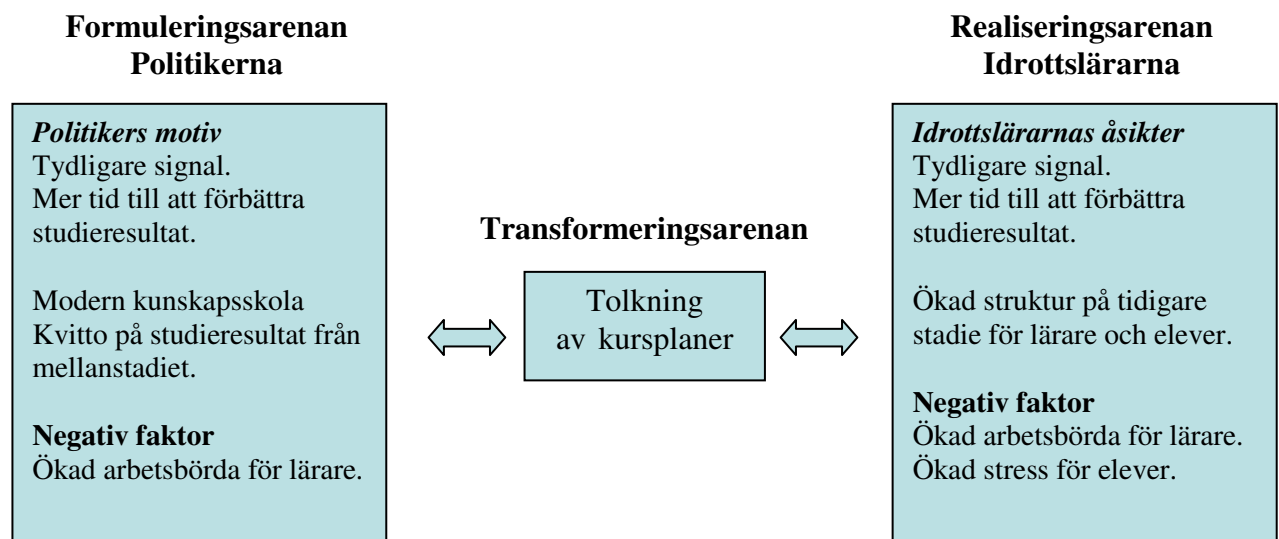 Formuleringsarenan
Politikerna
Politikers motiv
Tydligare signal.
Mer tid till att förbättra
studieresultat.
Modern kunskapsskola
Kvitto på studieresultat från
mellanstadiet.
Negativ faktor
Ökad arbetsbörda för lärare.
Transformeringsarenan
Tolkning
av kursplaner
Realiseringsarenan
Idrottslärarna
Idrottslärarnas åsikter
Tydligare signal.
Mer tid till att förbättra
studieresultat.
Ökad struktur på tidigare
stadie för lärare och elever.
Negativ faktor
Ökad arbetsbörda för lärare.
Ökad stress för elever.